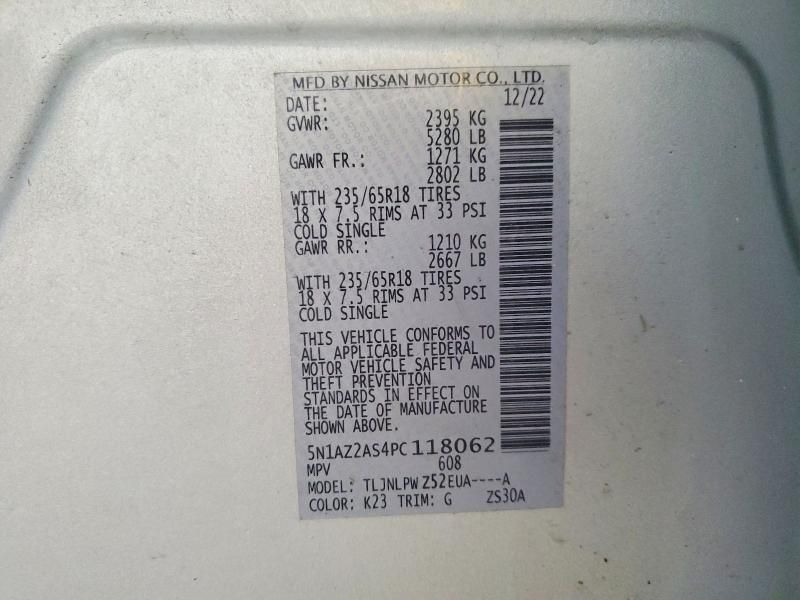 MFD BY NISSAN MOTOR CO., LTD.
DATE: 12/22
GVWR: 2395 KG
5280 LB
GAWR FR.: 1271 KG
2802 LB
WITH 235/65R18 TIRES
18 X 7.5 RIMS AT 33 PSI
COLD SINGLE
GAWR RR.: 1210 KG
2667 LB
WITH 235/65R18 TIRES
18 X 7.5 RIMS AT 33 PSI
COLD SINGLE
THIS VEHICLE CONFORMS TO
ALL APPLICABLE FEDERAL
MOTOR VEHICLE SAFETY AND
THEFT PREVENTION
STANDARDS IN EFFECT ON
THE DATE OF MANUFACTURE
SHOWN ABOVE.
5N1AZ2AS4PC118062
MPV 608
MODEL: TLJNLPW Z52EUA----A
COLOR: K23 TRIM: G ZS30A